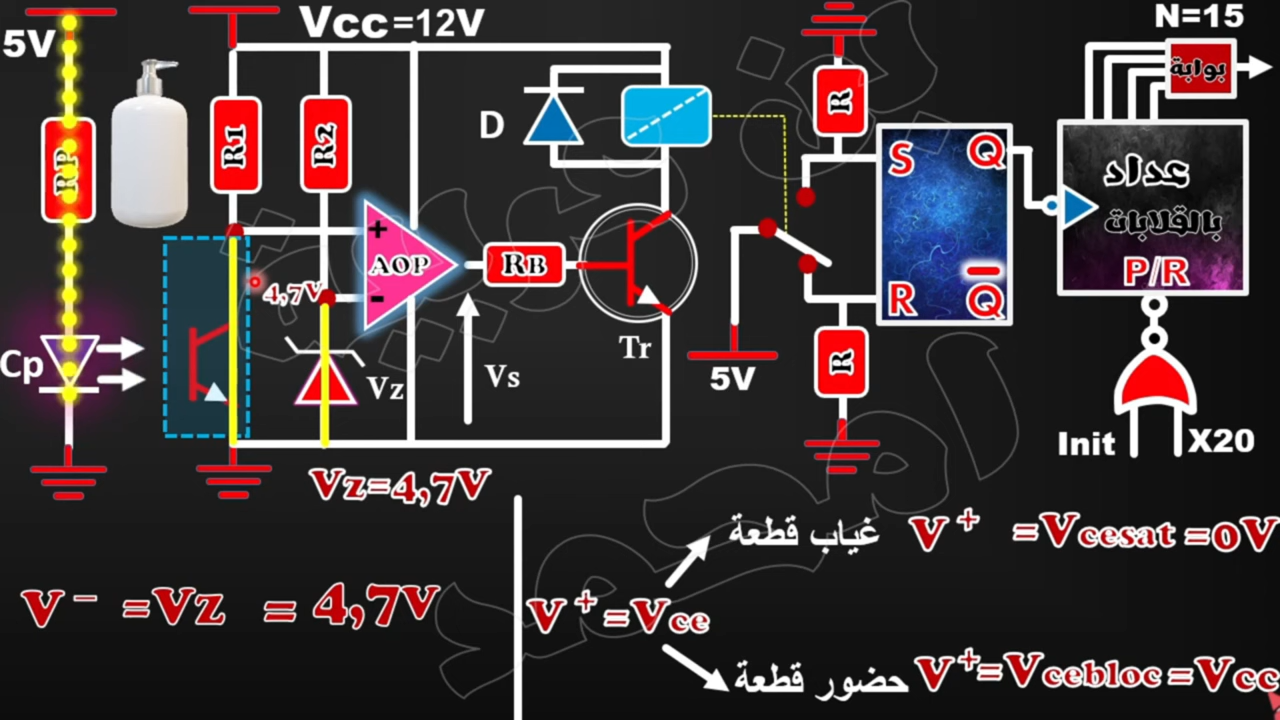 5V
Vcc=12V
N=15
بوابة
RP
R1
R2
D
R
S
Q
عداد
بالقلابات
P/R
+
AOP
-
RB
4,7V
R
Q
Cp
Vz
Vs
Tr
5V
R
Init
X20
Vz=4,7V
غياب قطعة V+ =Vcesat =0V
V- =Vz = 4,7V
V+=Vce
حضور قطعة V+=Vcebloc =Vcc